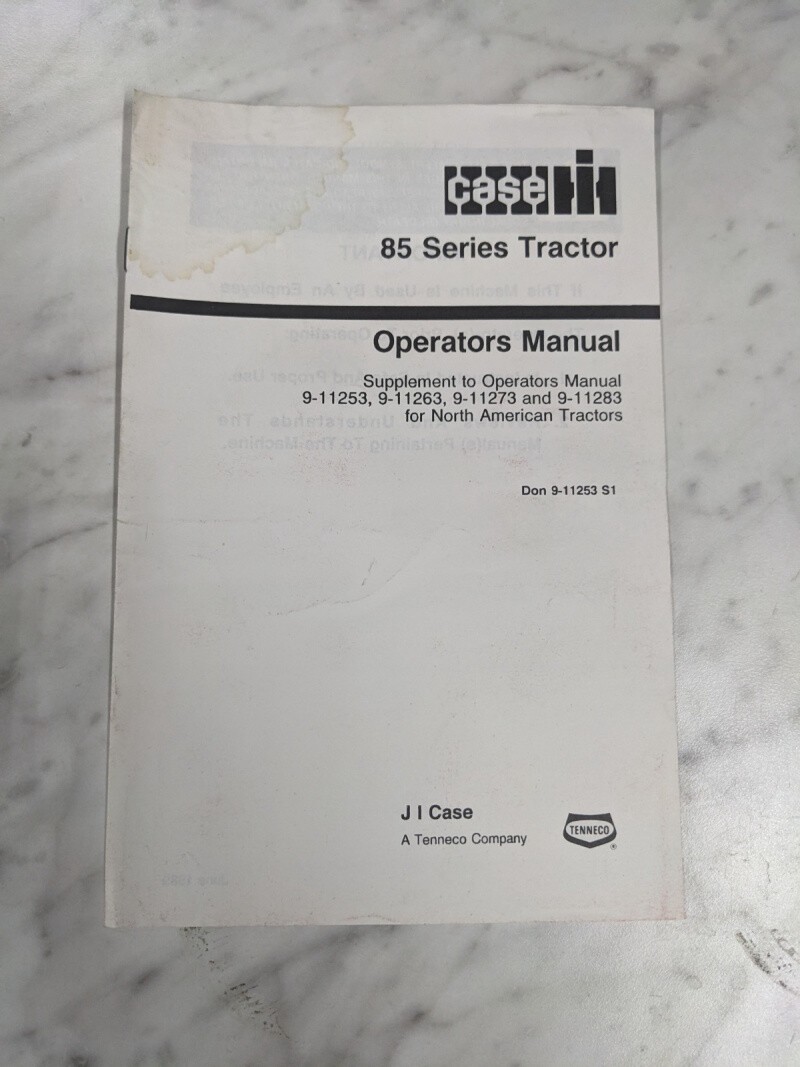 case IH
85 Series Tractor
Operators Manual
Supplement to Operators Manual
9-11253, 9-11263, 9-11273 and 9-11283
for North American Tractors
Don 9-11253 S1
J I Case
A Tenneco Company
TENNECO
®